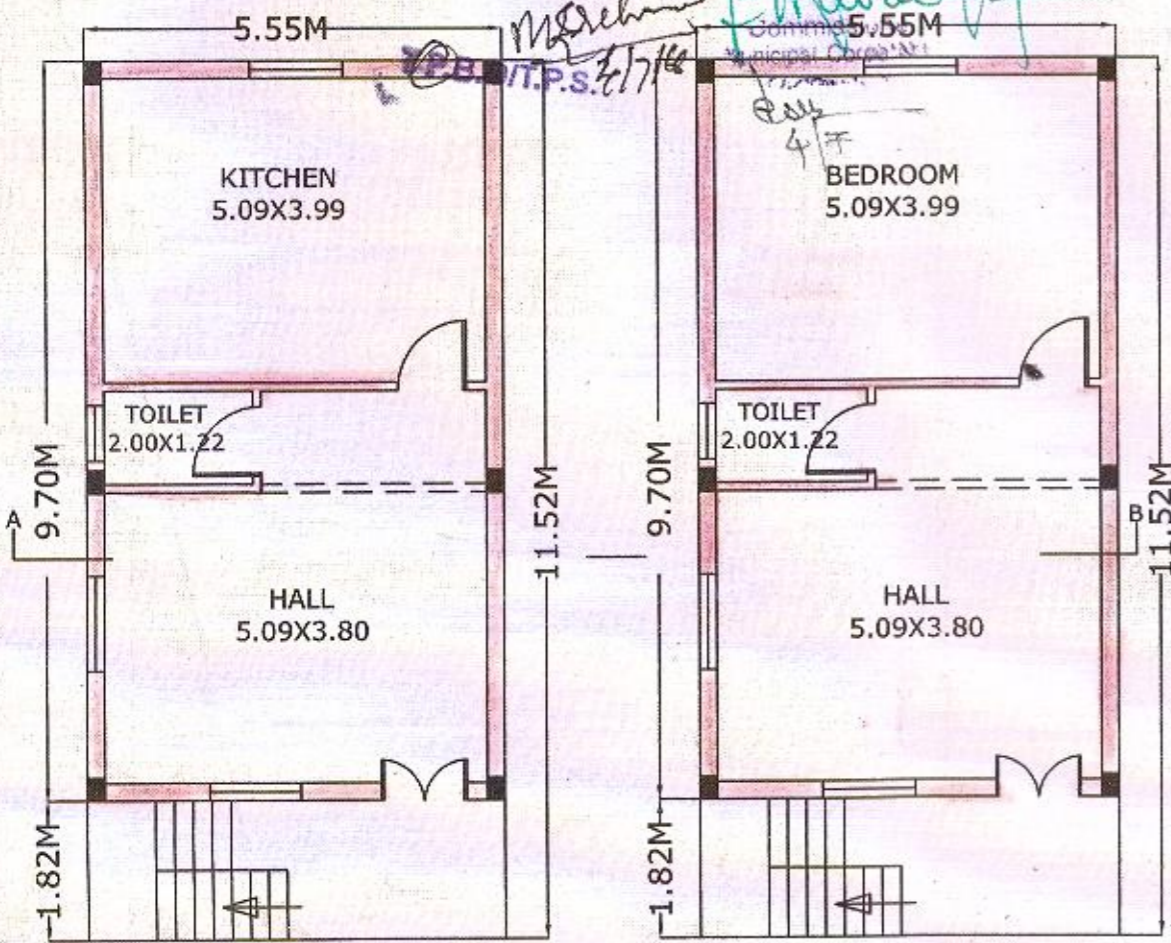 5.55M
5.55M
T.P.S.
KITCHEN
5.09X3.99
BEDROOM
5.09X3.99
TOILET
2.00X1.22
TOILET
2.00X1.22
9.70M
11.52M
9.70M
11.52M
A
B
HALL
5.09X3.80
HALL
5.09X3.80
1.82M
1.82M